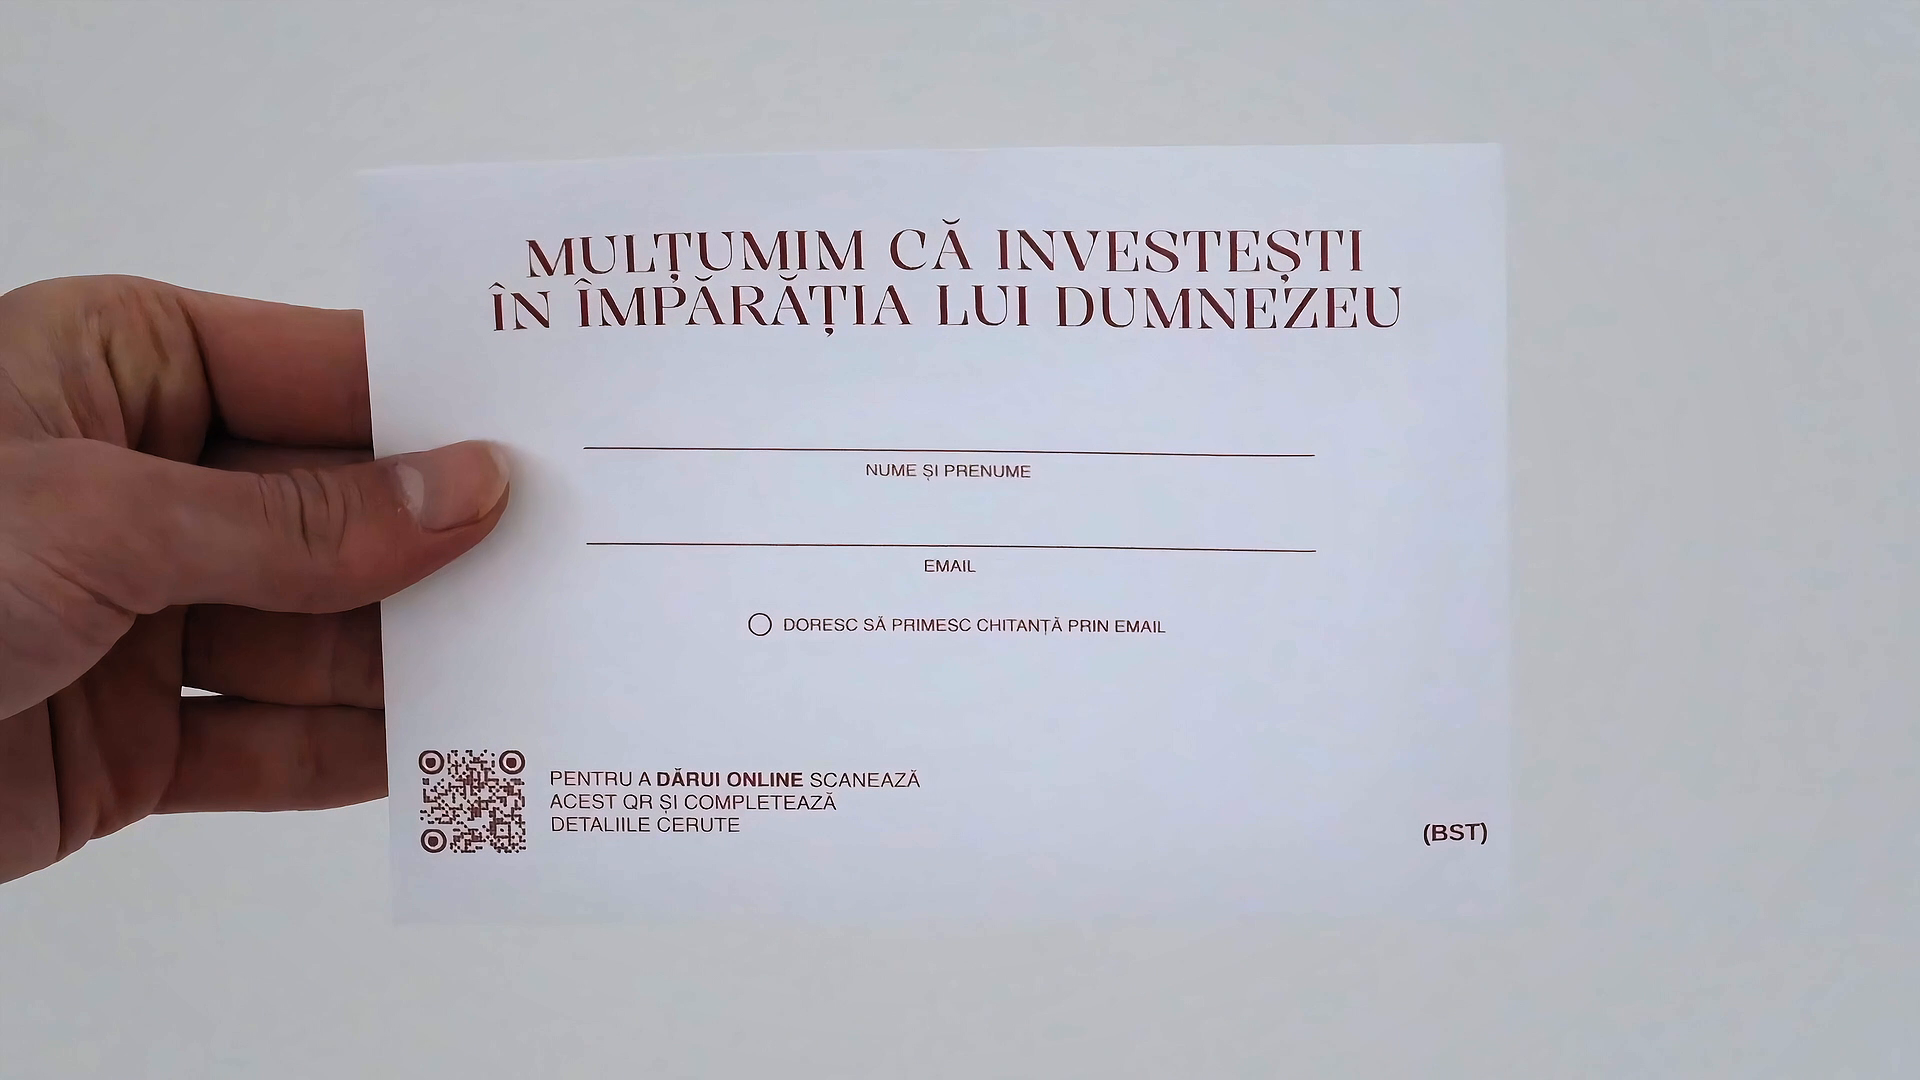 MULȚUMIM CĂ INVESTEȘTI
ÎN ÎMPĂRĂȚIA LUI DUMNEZEU
NUME ȘI PRENUME
EMAIL
DORESC SĂ PRIMESC CHITANȚĂ PRIN EMAIL
PENTRU A DĂRUI ONLINE SCANEAZĂ
ACEST QR ȘI COMPLETEAZĂ
DETALIILE CERUTE
(BST)